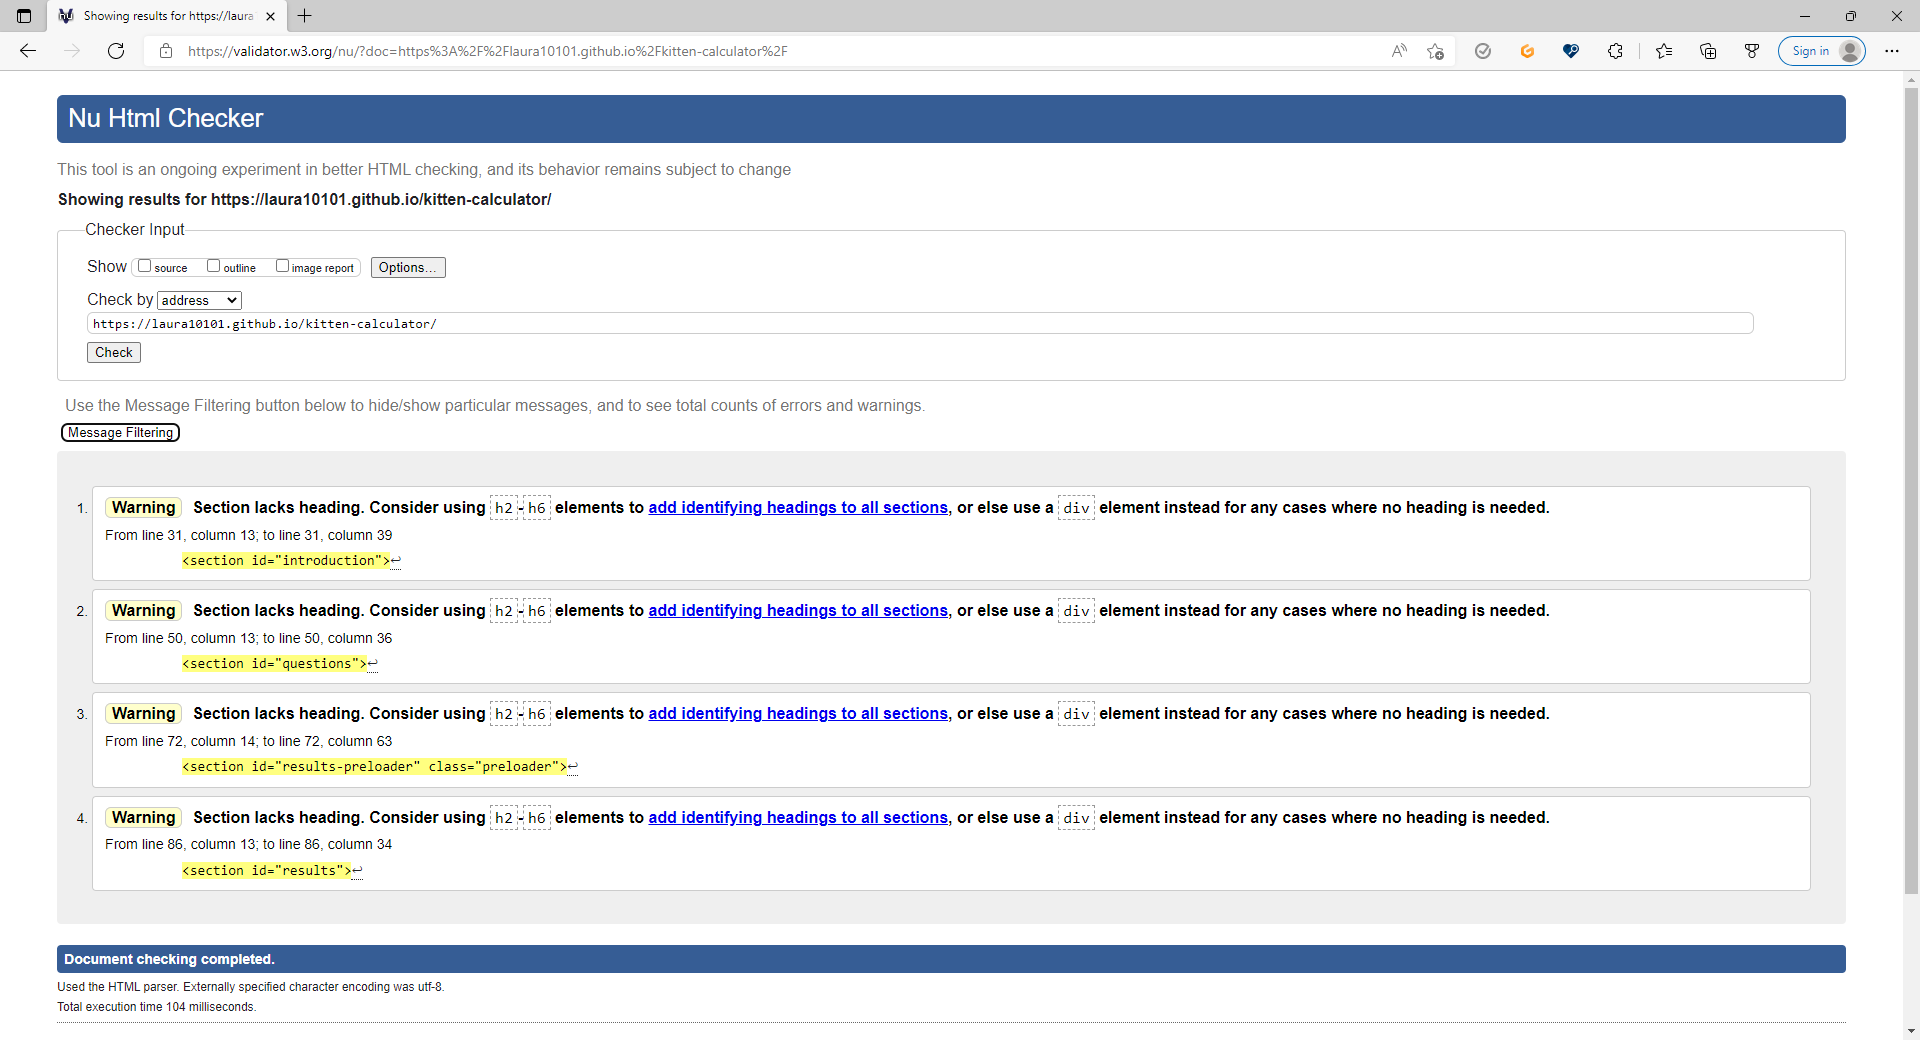 Showing results for https://laura
https://validator.w3.org/nu/?doc=https%3A%2F%2Flaura10101.github.io%2Fkitten-calculator%2F
Sign in
Nu Html Checker
This tool is an ongoing experiment in better HTML checking, and its behavior remains subject to change
Showing results for https://laura10101.github.io/kitten-calculator/
Checker Input
Show source outline image report Options...
Check by address
https://laura10101.github.io/kitten-calculator/
Check
Use the Message Filtering button below to hide/show particular messages, and to see total counts of errors and warnings.
Message Filtering
1. Warning Section lacks heading. Consider using h2-h6 elements to add identifying headings to all sections, or else use a div element instead for any cases where no heading is needed.
From line 31, column 13; to line 31, column 39
<section id="introduction">↩
2. Warning Section lacks heading. Consider using h2-h6 elements to add identifying headings to all sections, or else use a div element instead for any cases where no heading is needed.
From line 50, column 13; to line 50, column 36
<section id="questions">↩
3. Warning Section lacks heading. Consider using h2-h6 elements to add identifying headings to all sections, or else use a div element instead for any cases where no heading is needed.
From line 72, column 14; to line 72, column 63
<section id="results-preloader" class="preloader">↩
4. Warning Section lacks heading. Consider using h2-h6 elements to add identifying headings to all sections, or else use a div element instead for any cases where no heading is needed.
From line 86, column 13; to line 86, column 34
<section id="results">↩
Document checking completed.
Used the HTML parser. Externally specified character encoding was utf-8.
Total execution time 104 milliseconds.